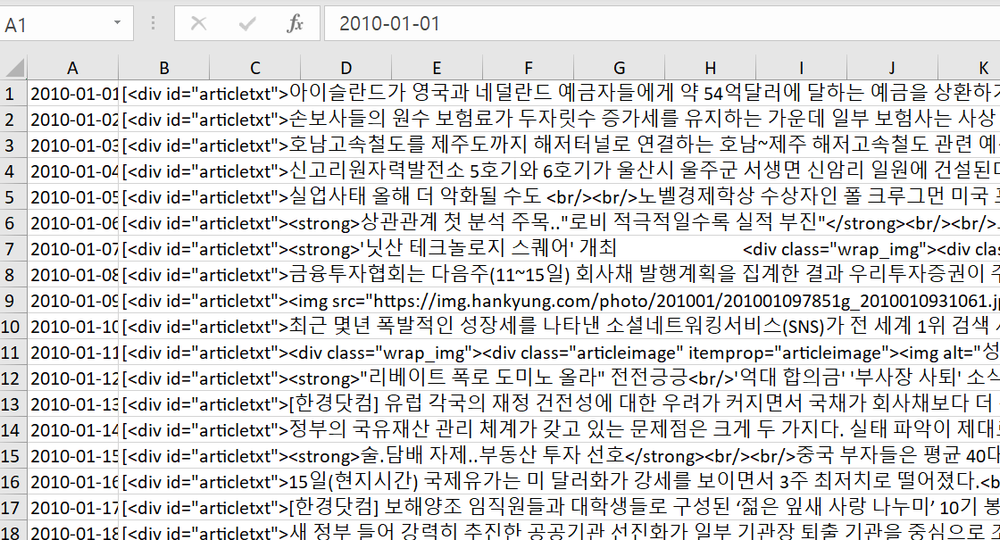 A1 fx 2010-01-01
A B C D E F G H I J K
1 2010-01-01 [<div id="articletxt">아이슬란드가 영국과 네덜란드 예금자들에게 약 54억달러에 달하는 예금을 상환하기
2 2010-01-02 [<div id="articletxt">손보사들의 원수 보험료가 두자릿수 증가세를 유지하는 가운데 일부 보험사는 사상
3 2010-01-03 [<div id="articletxt">호남고속철도를 제주도까지 해저터널로 연결하는 호남~제주 해저고속철도 관련 예
4 2010-01-04 [<div id="articletxt">신고리원자력발전소 5호기와 6호기가 울산시 울주군 서생면 신암리 일원에 건설된다
5 2010-01-05 [<div id="articletxt">실업사태 올해 더 악화될 수도 <br/><br/>노벨경제학상 수상자인 폴 크루그먼 미국
6 2010-01-06 [<div id="articletxt"><strong>상관관계 첫 분석 주목.."로비 적극적일수록 실적 부진"</strong><br/><br/>
7 2010-01-07 [<div id="articletxt"><strong>'닛산 테크놀로지 스퀘어' 개최 <div class="wrap_img"><div clas
8 2010-01-08 [<div id="articletxt">금융투자협회는 다음주(11~15일) 회사채 발행계획을 집계한 결과 우리투자증권이 주
9 2010-01-09 [<div id="articletxt"><img src="https://img.hankyung.com/photo/201001/201001097851g_2010010931061.j
10 2010-01-10 [<div id="articletxt">최근 몇년 폭발적인 성장세를 나타낸 소셜네트워킹서비스(SNS)가 전 세계 1위 검색
11 2010-01-11 [<div id="articletxt"><div class="wrap_img"><div class="articleimage" itemprop="articleimage"><img alt="성
12 2010-01-12 [<div id="articletxt"><strong>"리베이트 폭로 도미노 올라" 전전긍긍<br/>'억대 합의금' '부사장 사퇴' 소식
13 2010-01-13 [<div id="articletxt">[한경닷컴] 유럽 각국의 재정 건전성에 대한 우려가 커지면서 국채가 회사채보다 더
14 2010-01-14 [<div id="articletxt">정부의 국유재산 관리 체계가 갖고 있는 문제점은 크게 두 가지다. 실태 파악이 제대
15 2010-01-15 [<div id="articletxt"><strong>술.담배 자제..부동산 투자 선호</strong><br/><br/>중국 부자들은 평균 40대
16 2010-01-16 [<div id="articletxt">15일(현지시간) 국제유가는 미 달러화가 강세를 보이면서 3주 최저치로 떨어졌다.<b
17 2010-01-17 [<div id="articletxt">[한경닷컴] 보해양조 임직원들과 대학생들로 구성된 '젊은 잎새 사랑 나누미' 10기 봉
18 2010-01-18 [<div id="articletxt">새 정부 들어 강력히 추진한 공공기관 선진화가 일부 기관장 퇴출 기관을 중심으로